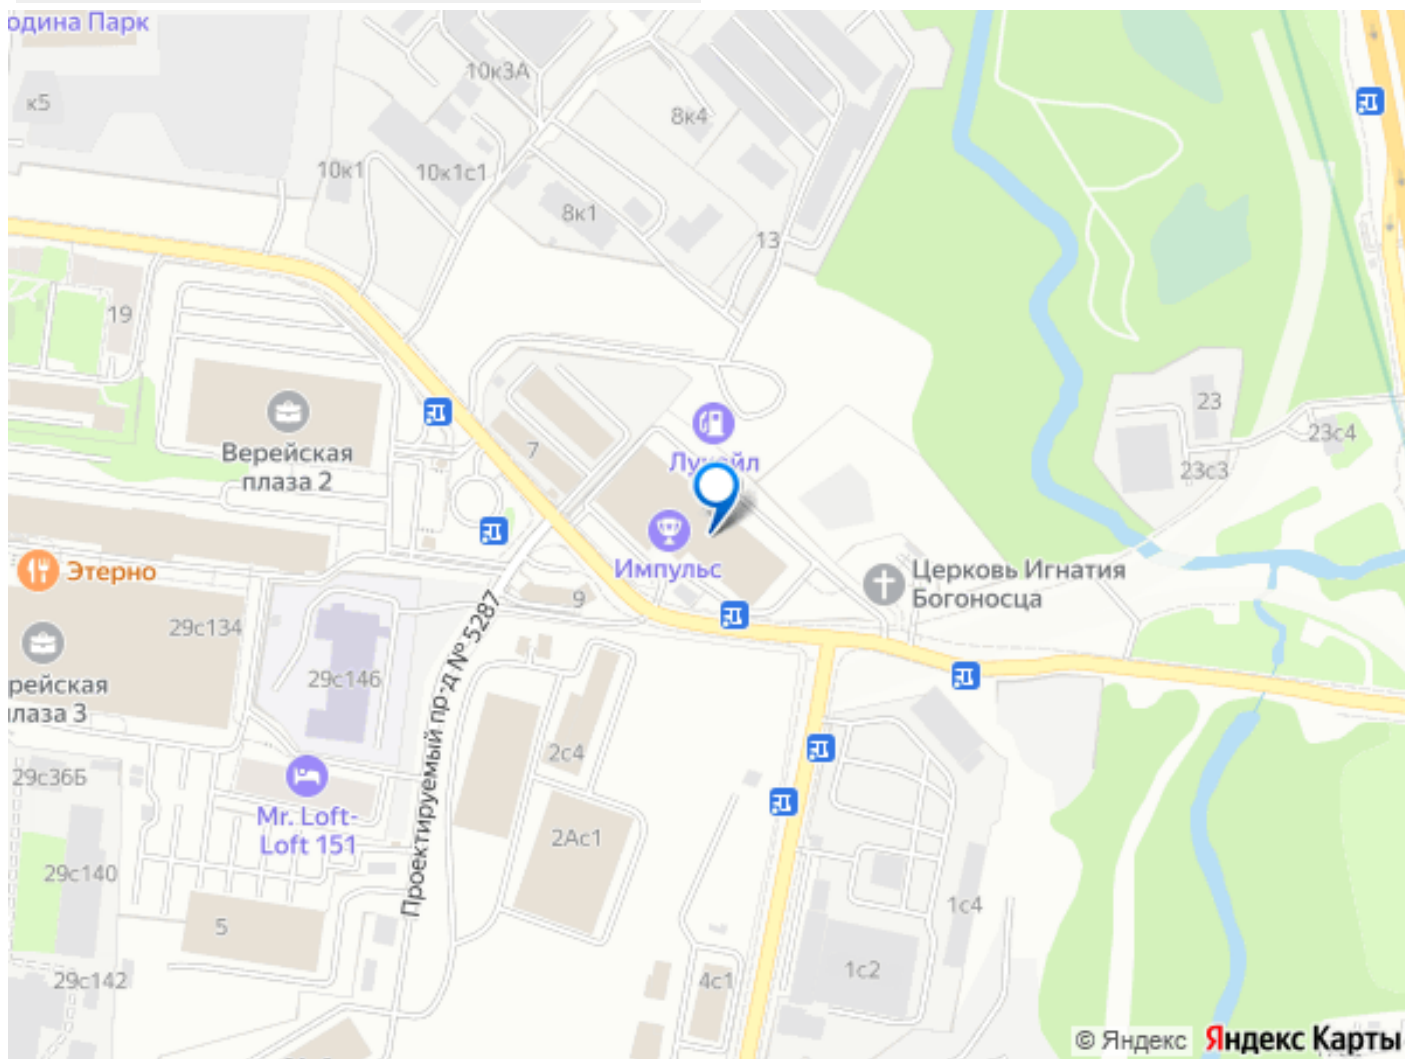 одина Парк
к5
10к3А
8к4
10к1
10к1с1
8к1
13
19
Верейская
плаза 2
7
Лукойл
23
23с4
23с3
Импульс
Этерно
9
Церковь Игнатия
Богоносца
29с134
рейская
лаза 3
29с146
Проектируемый пр-д № 5287
2с4
29с36Б
Mr. Loft-
Loft 151
2Ас1
29с140
5
1с4
29с142
4с1
1с2
© Яндекс Яндекс Карты